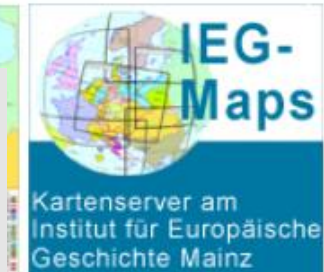 IEG-
Maps
Kartenserver am
Institut für Europäische
Geschichte Mainz